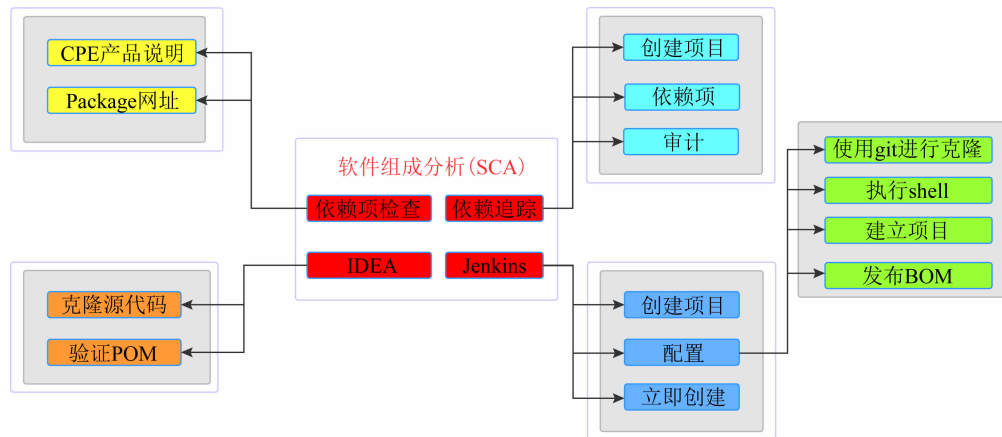 CPE产品说明
Package网址
创建项目
依赖项
审计
使用git进行克隆
执行shell
建立项目
发布BOM
软件组成分析(SCA)
依赖项检查
依赖追踪
IDEA
Jenkins
克隆源代码
验证POM
创建项目
配置
立即创建